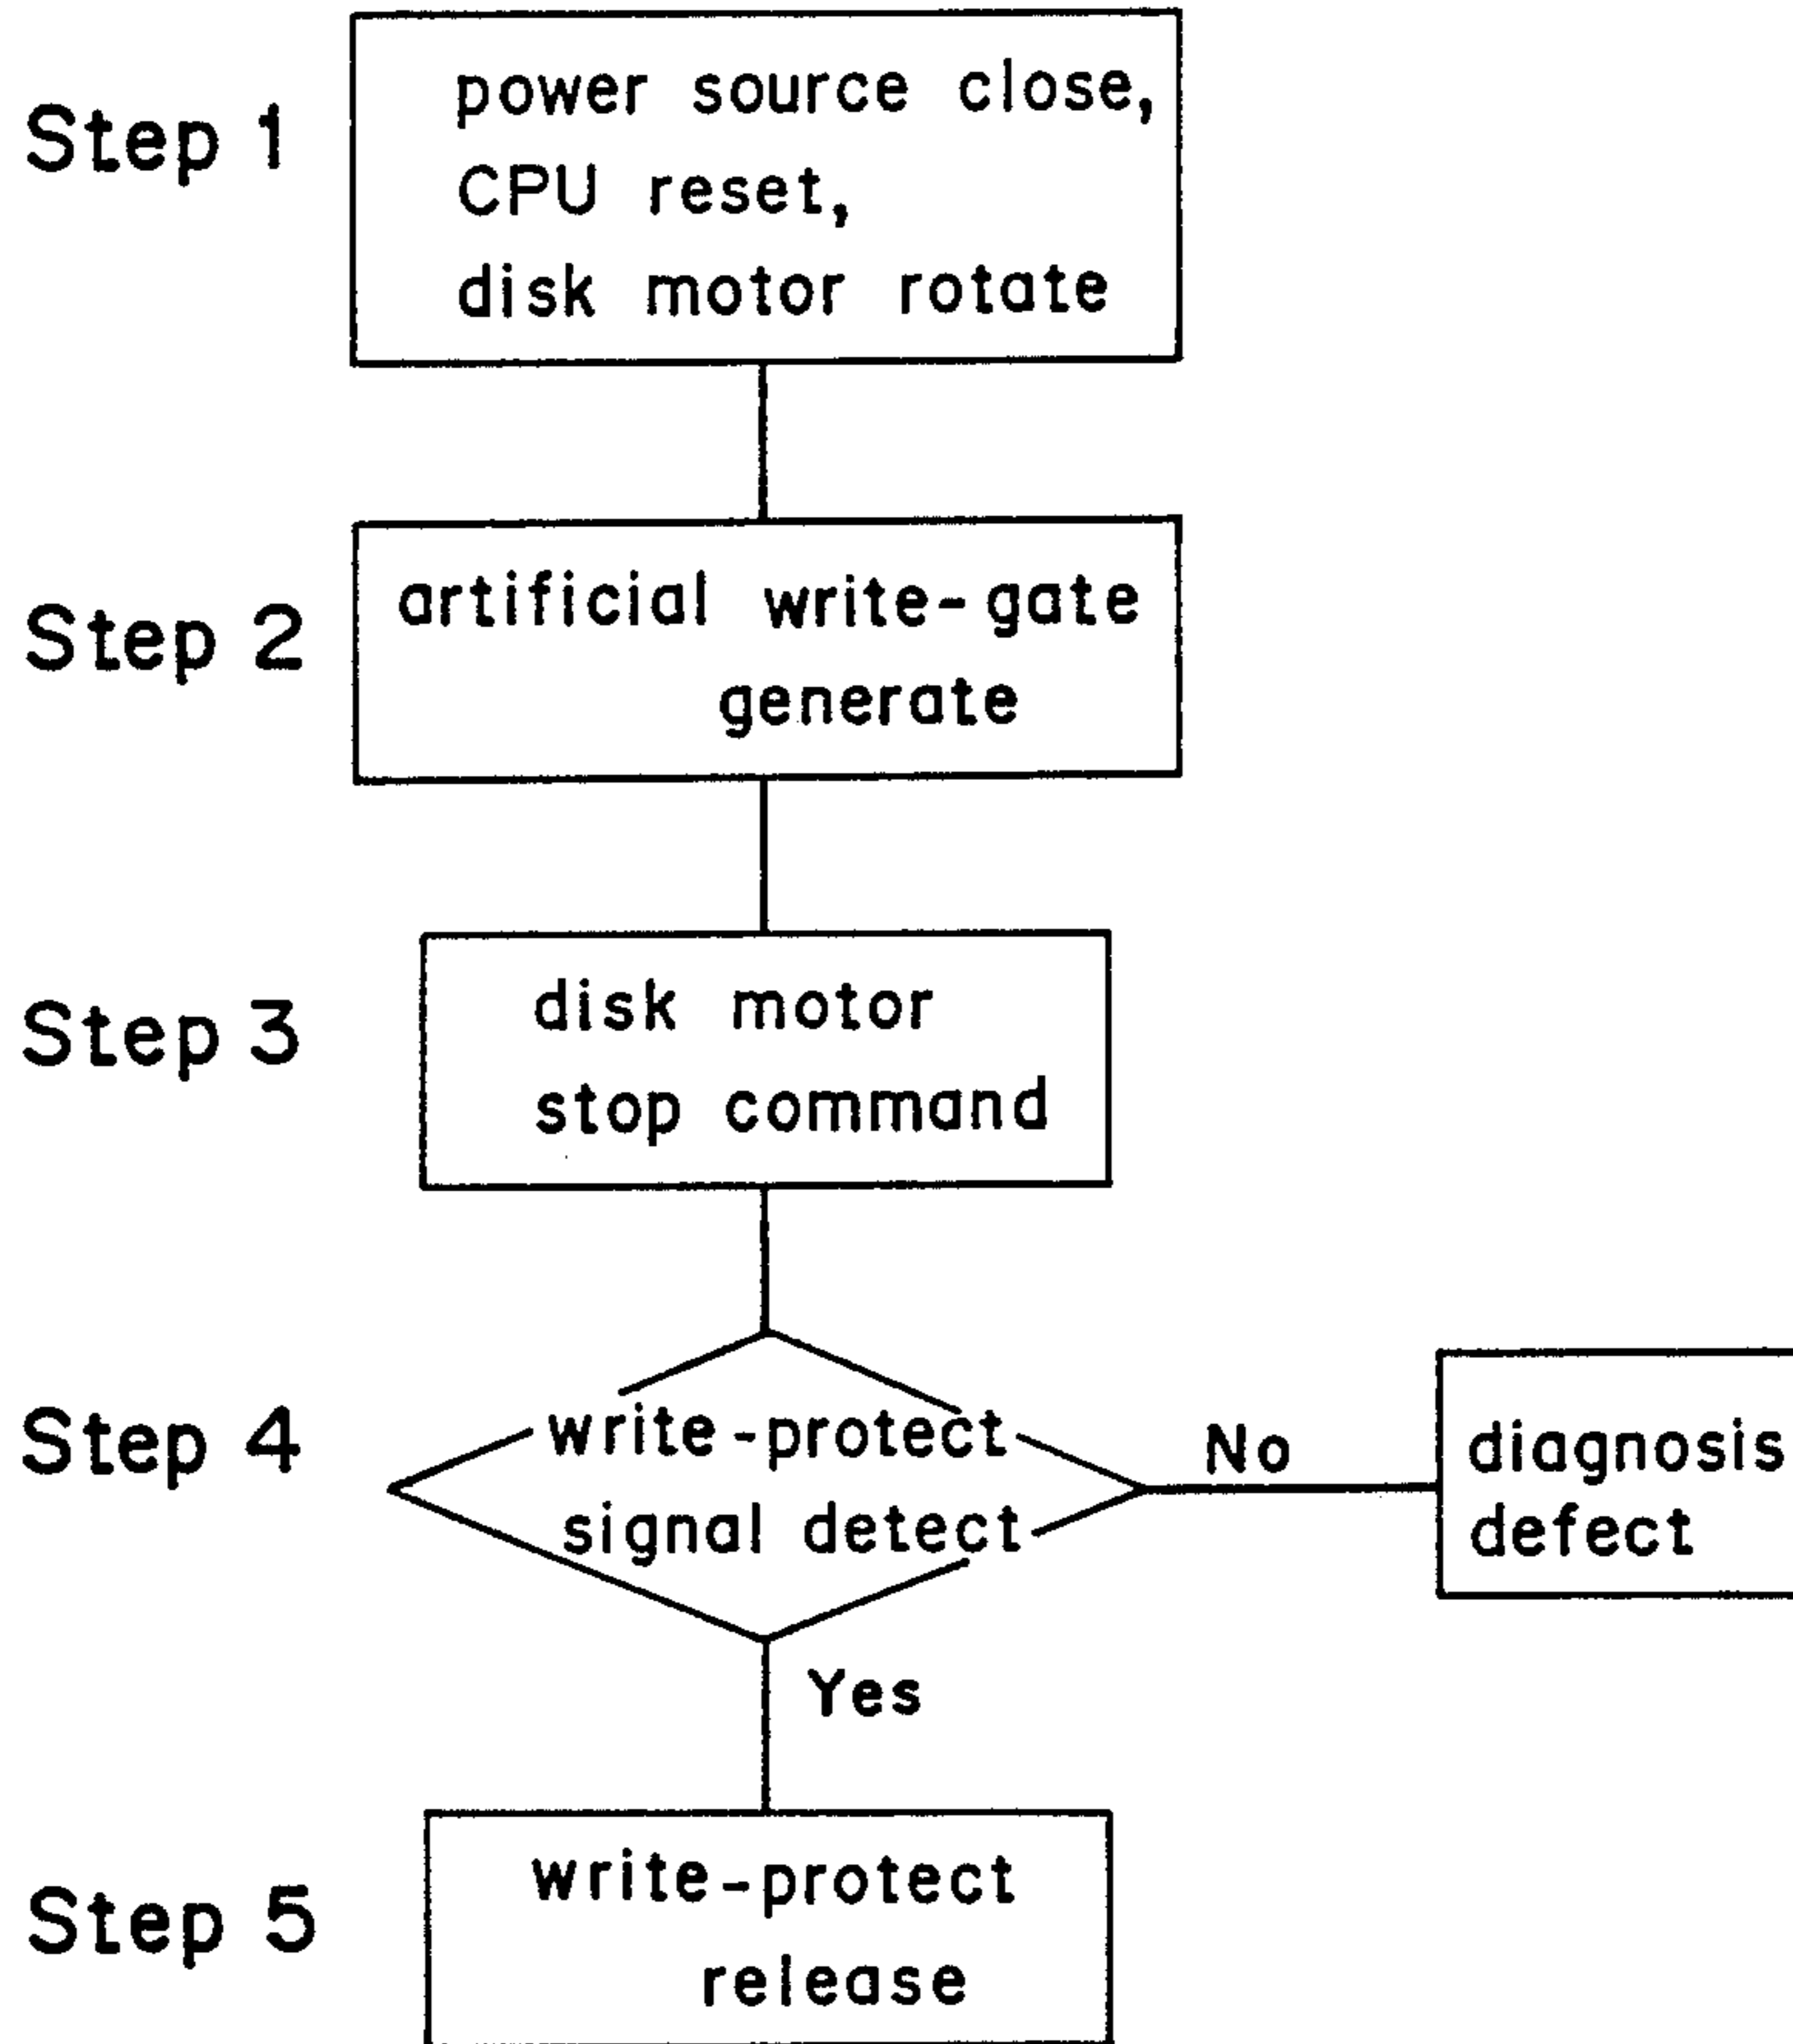 Step 1
power source close,
CPU reset,
disk motor rotate
Step 2
artificial write-gate
generate
Step 3
disk motor
stop command
Step 4
write-protect
signal detect
No
diagnosis
defect
Yes
Step 5
write-protect
release